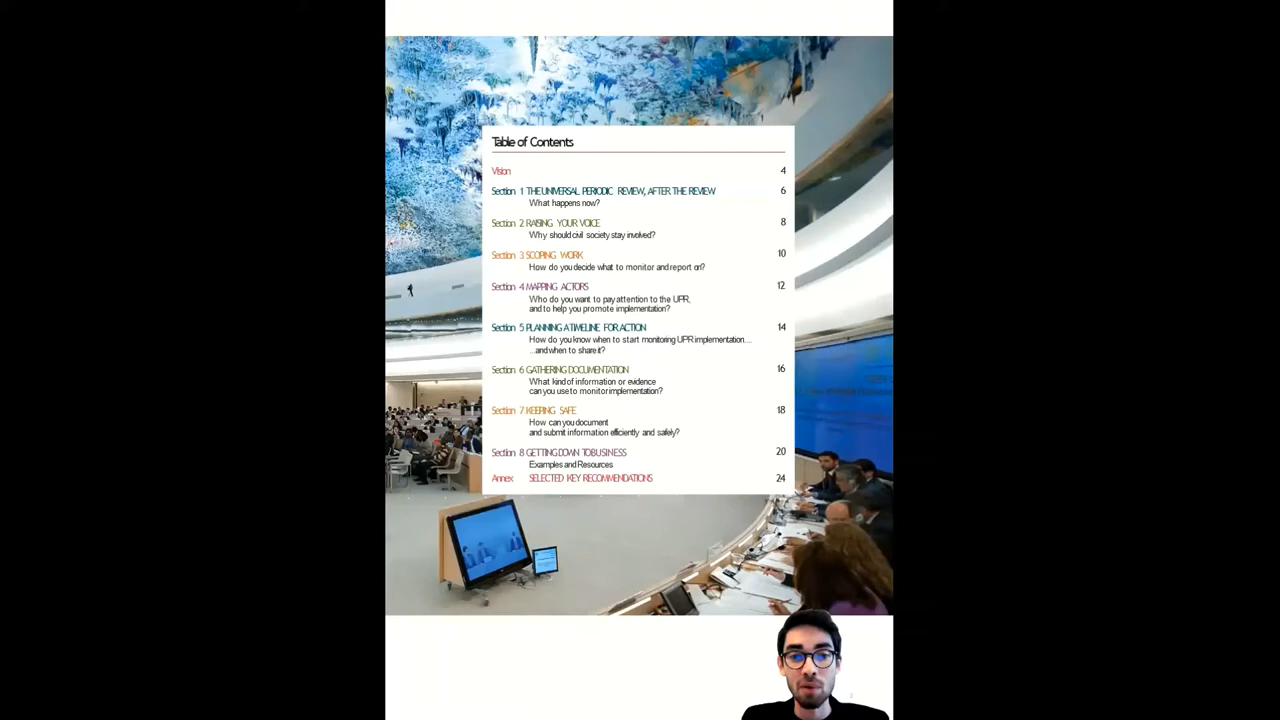 Table of Contents
Vision 4
Section 1 THE UNIVERSAL PERIODIC REVIEW, AFTER THE REVIEW 6
What happens now?
Section 2 RAISING YOUR VOICE 8
Why should civil society stay involved?
Section 3 SCOPING WORK 10
How do you decide what to monitor and report on?
Section 4 MAPPING ACTORS 12
Who do you want to pay attention to the UPR,
and to help you promote implementation?
Section 5 PLANNING A TIMELINE FOR ACTION 14
How do you know when to start monitoring UPR implementation....
...and when to share it?
Section 6 GATHERING DOCUMENTATION 16
What kind of information or evidence
can you use to monitor implementation?
Section 7 KEEPING SAFE 18
How can you document
and submit information efficiently and safely?
Section 8 GETTING DOWN TO BUSINESS 20
Examples and Resources
Annex SELECTED KEY RECOMMENDATIONS 24